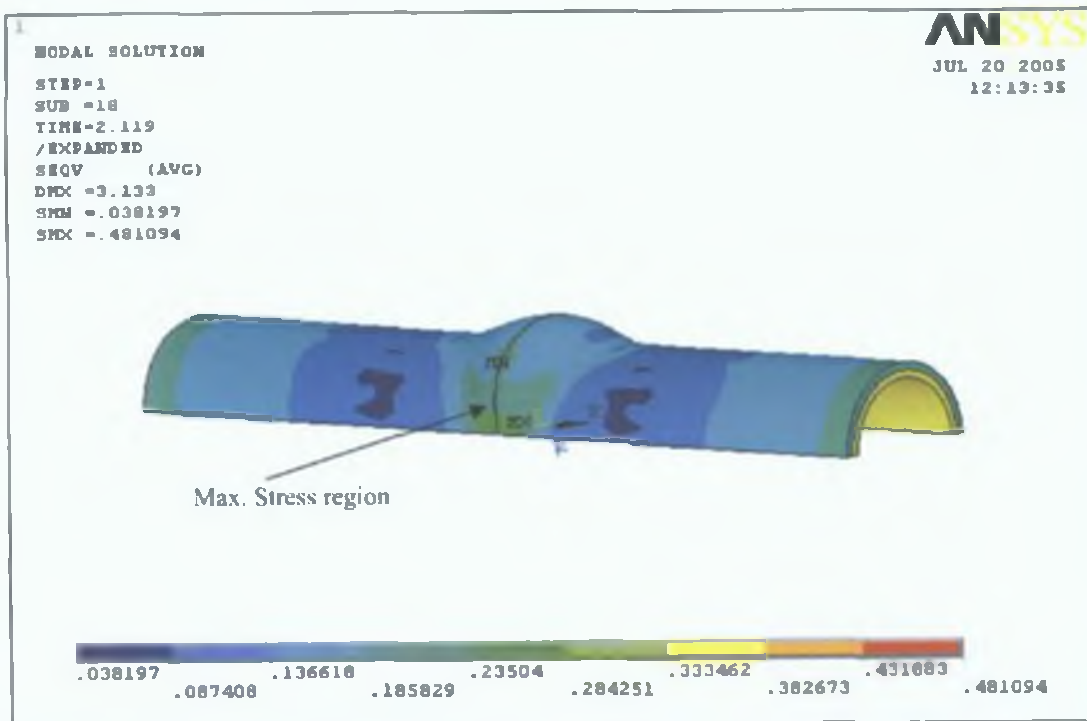 1
NODAL SOLUTION
STEP=1
SUB =18
TIME=2.119
/EXPANDED
SEQV (AVG)
DMX =3.133
SMN =.038197
SMX =.481094
ANSYS
JUL 20 2005
12:13:35
MN
MX
Max. Stress region
.038197
.087408
.136618
.185829
.23504
.284251
.333462
.382673
.431883
.481094